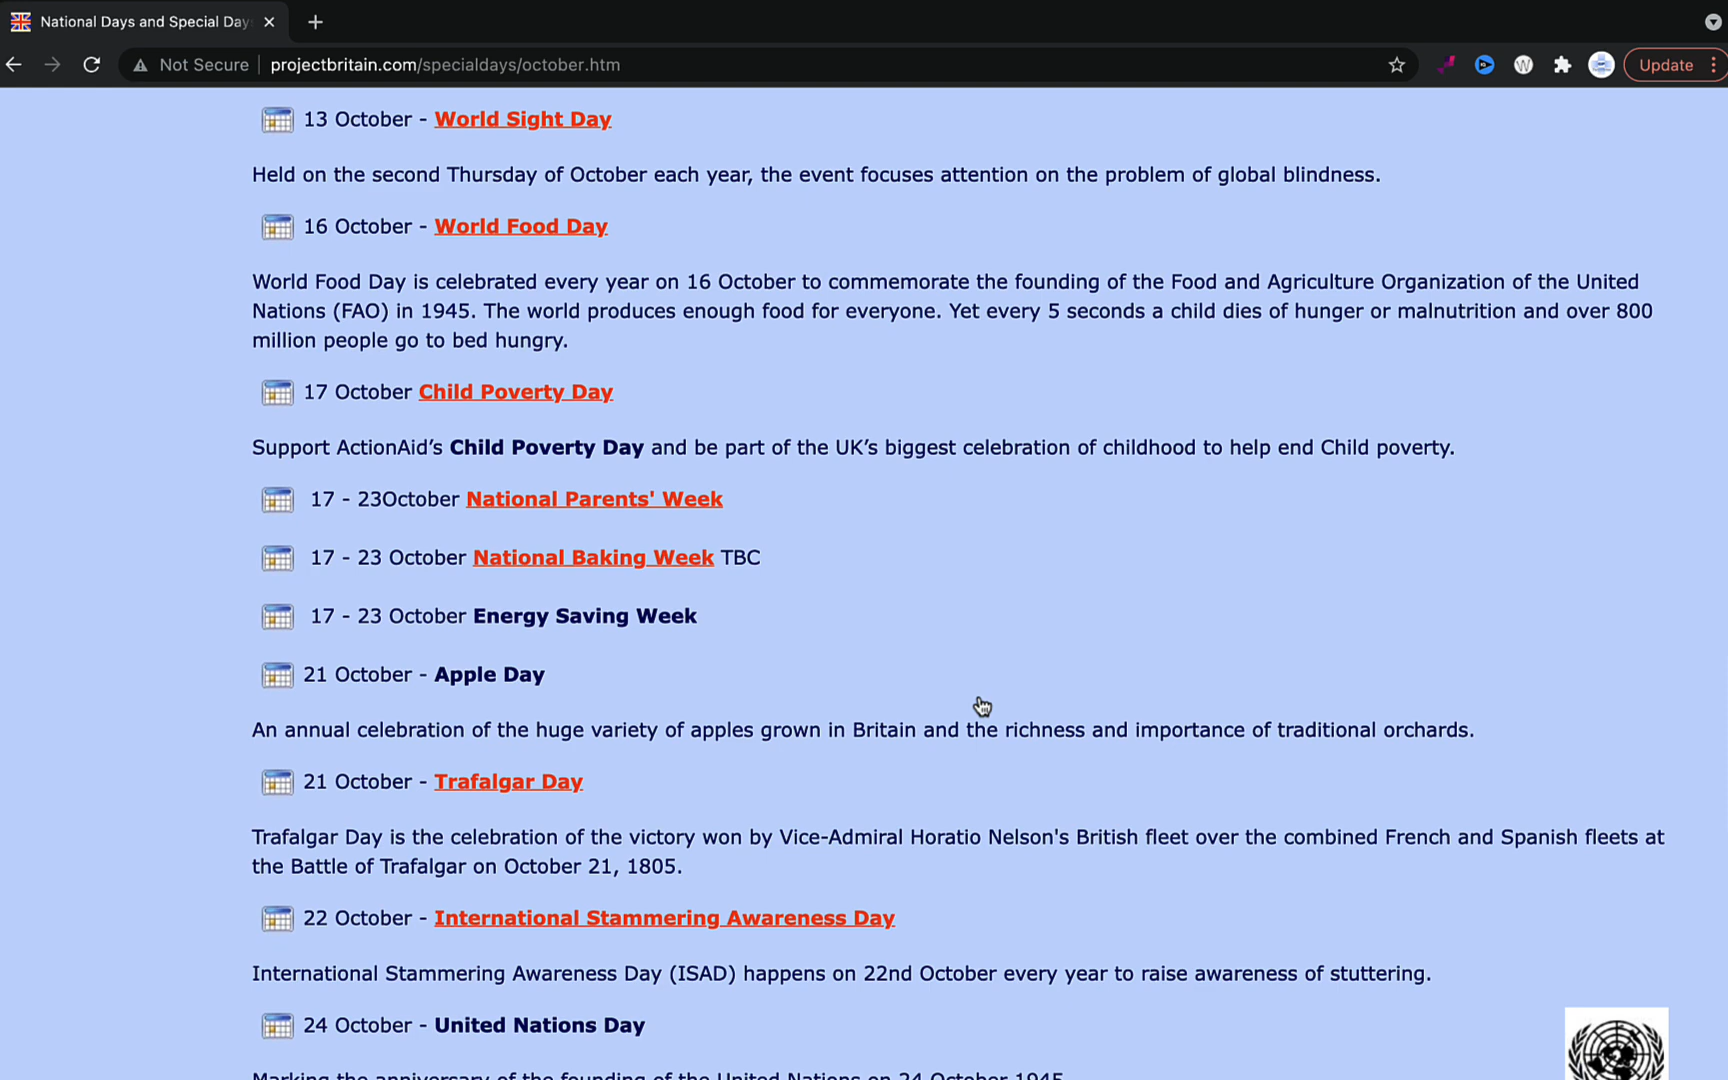 National Days and Special Day
Not Secure
projectbritain.com/specialdays/october.htm
W
Update
13 October - World Sight Day
Held on the second Thursday of October each year, the event focuses attention on the problem of global blindness.
16 October - World Food Day
World Food Day is celebrated every year on 16 October to commemorate the founding of the Food and Agriculture Organization of the United
Nations (FAO) in 1945. The world produces enough food for everyone. Yet every 5 seconds a child dies of hunger or malnutrition and over 800
million people go to bed hungry.
17 October Child Poverty Day
Support ActionAid’s Child Poverty Day and be part of the UK’s biggest celebration of childhood to help end Child poverty.
17 - 23October National Parents' Week
17 - 23 October National Baking Week TBC
17 - 23 October Energy Saving Week
21 October - Apple Day
An annual celebration of the huge variety of apples grown in Britain and the richness and importance of traditional orchards.
21 October - Trafalgar Day
Trafalgar Day is the celebration of the victory won by Vice-Admiral Horatio Nelson's British fleet over the combined French and Spanish fleets at
the Battle of Trafalgar on October 21, 1805.
22 October - International Stammering Awareness Day
International Stammering Awareness Day (ISAD) happens on 22nd October every year to raise awareness of stuttering.
24 October - United Nations Day
Marking the anniversary of the founding of the United Nations on 24 October 1945